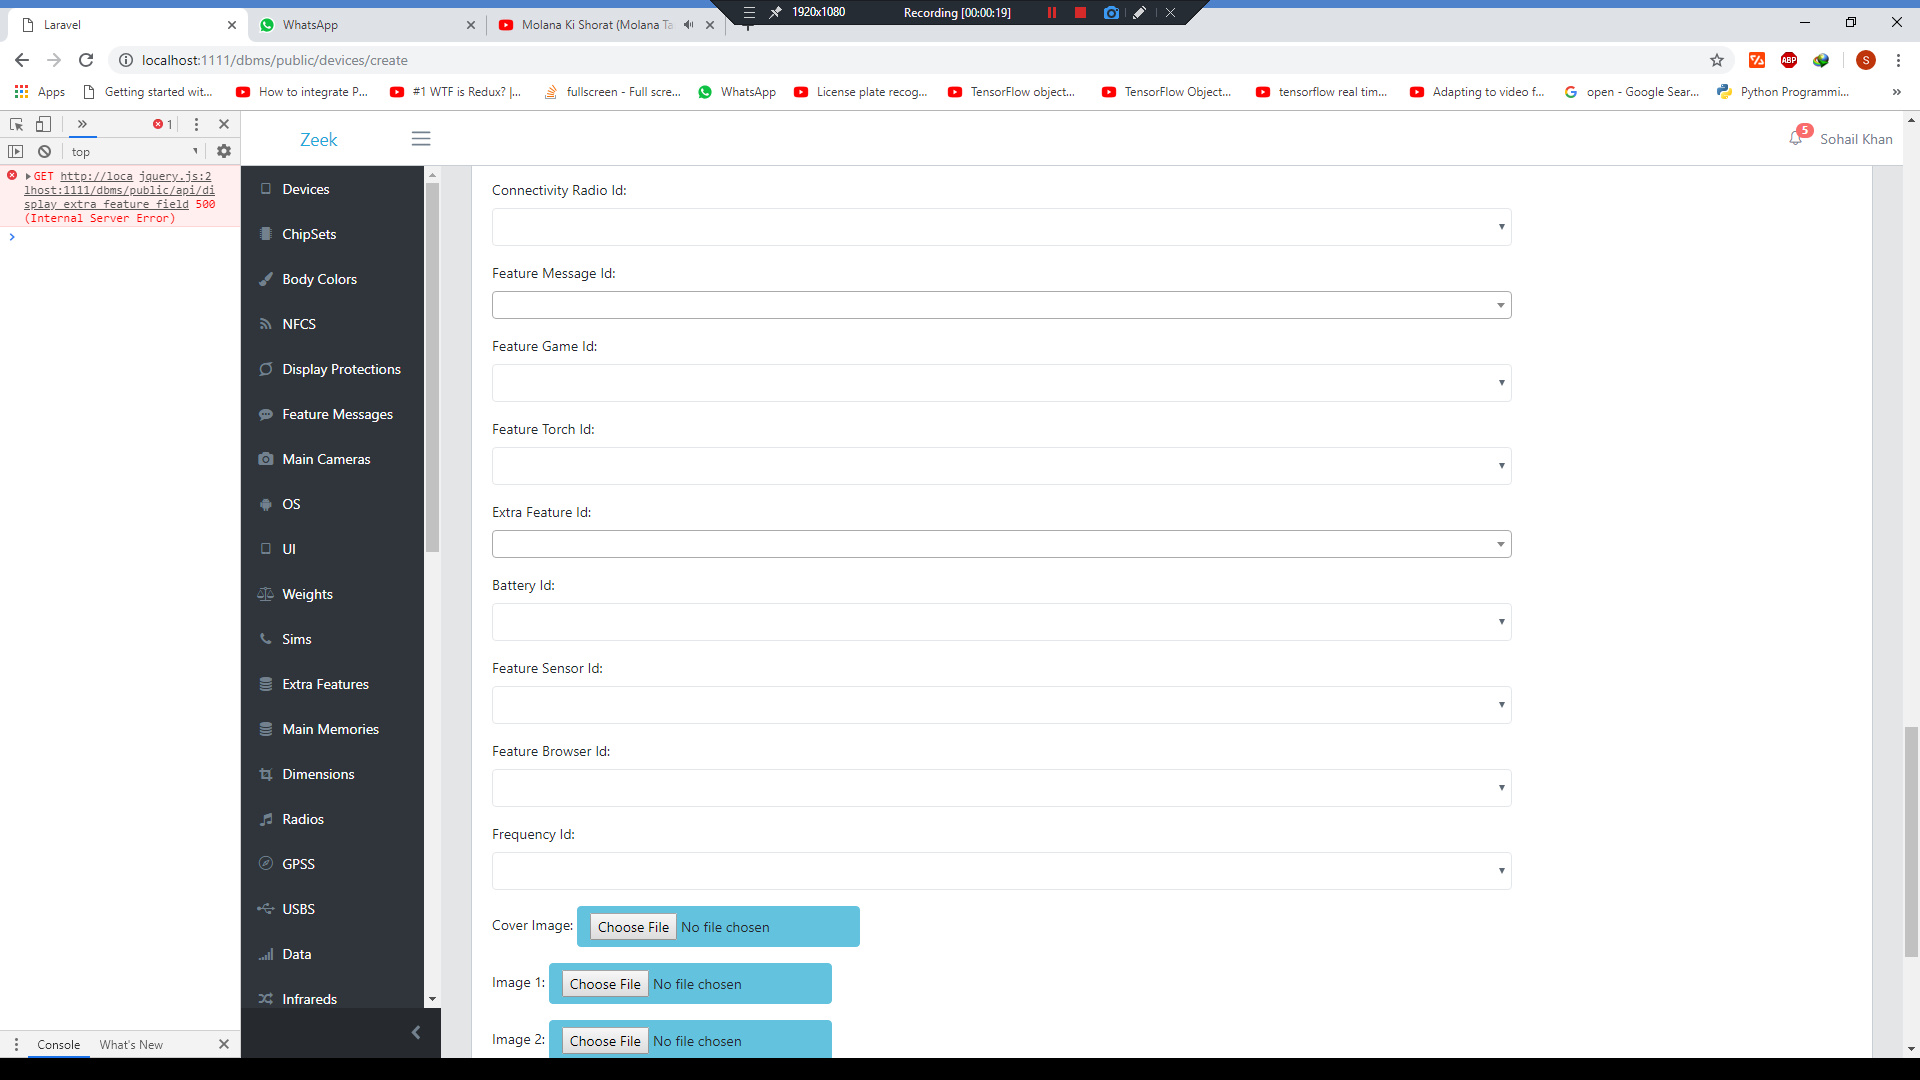 1920x1080
Recording [00:00:19]
Laravel
WhatsApp
Molana Ki Shorat (Molana Ta
localhost:1111/dbms/public/devices/create
ABP
S
Apps
Getting started wit...
How to integrate P...
#1 WTF is Redux? |...
fullscreen - Full scre...
WhatsApp
License plate recog...
TensorFlow object...
TensorFlow Object...
tensorflow real tim...
Adapting to video f...
open - Google Sear...
Python Programmi...
»
» 1
top
GET http://loca jquery.js:2
lhost:1111/dbms/public/api/di
splay_extra_feature_field 500
(Internal Server Error)
Console
What's New
Zeek
5
Sohail Khan
Devices
ChipSets
Body Colors
NFCS
Display Protections
Feature Messages
Main Cameras
OS
UI
Weights
Sims
Extra Features
Main Memories
Dimensions
Radios
GPSS
USBS
Data
Infrareds
Connectivity Radio Id:
Feature Message Id:
Feature Game Id:
Feature Torch Id:
Extra Feature Id:
Battery Id:
Feature Sensor Id:
Feature Browser Id:
Frequency Id:
Cover Image: Choose File No file chosen
Image 1: Choose File No file chosen
Image 2: Choose File No file chosen